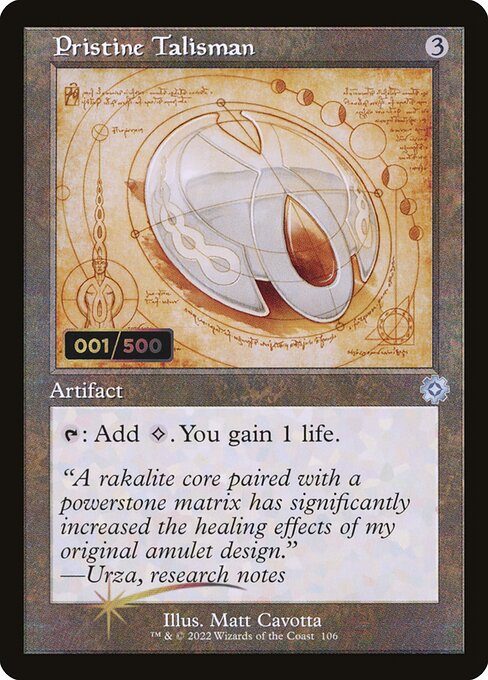 Pristine Talisman 3
001/500
Artifact
: Add . You gain 1 life.
“A rakalite core paired with a
powerstone matrix has significantly
increased the healing effects of my
original amulet design.”
—Urza, research notes
Illus. Matt Cavotta
™ & © 2022 Wizards of the Coast 106